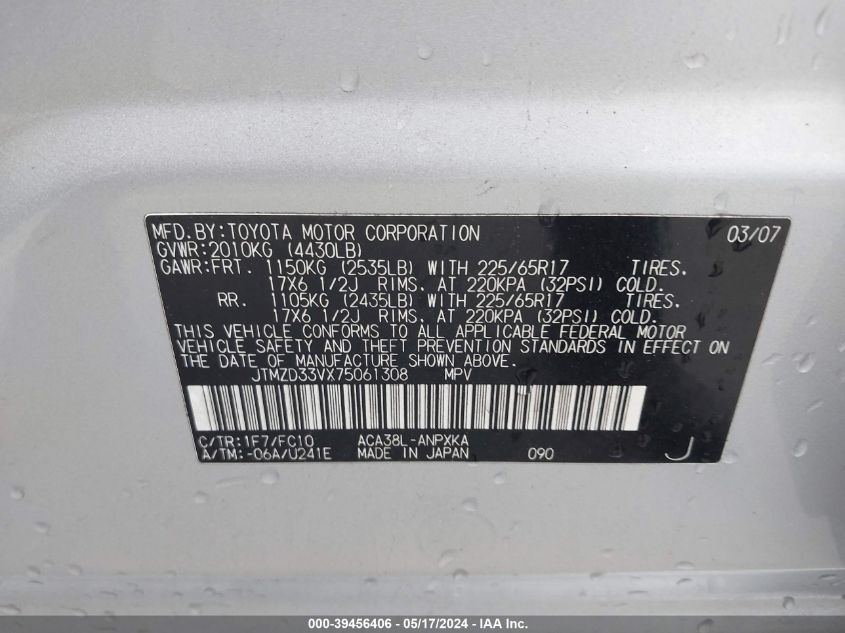 MFD.BY:TOYOTA MOTOR CORPORATION 03/07
GVWR:2010KG (4430LB)
GAWR:FRT. 1150KG (2535LB) WITH 225/65R17 TIRES.
17X6 1/2J RIMS. AT 220KPA (32PSI) COLD.
RR. 1105KG (2435LB) WITH 225/65R17 TIRES.
17X6 1/2J RIMS. AT 220KPA (32PSI) COLD.
THIS VEHICLE CONFORMS TO ALL APPLICABLE FEDERAL MOTOR
VEHICLE SAFETY AND THEFT PREVENTION STANDARDS IN EFFECT ON
THE DATE OF MANUFACTURE SHOWN ABOVE.
JTMZD33VX75061308 MPV
C/TR:1F7/FC10 ACA38L-ANPXKA
A/TM:-06A/U241E MADE IN JAPAN 090 J
000-39456406 - 05/17/2024 - IAA Inc.